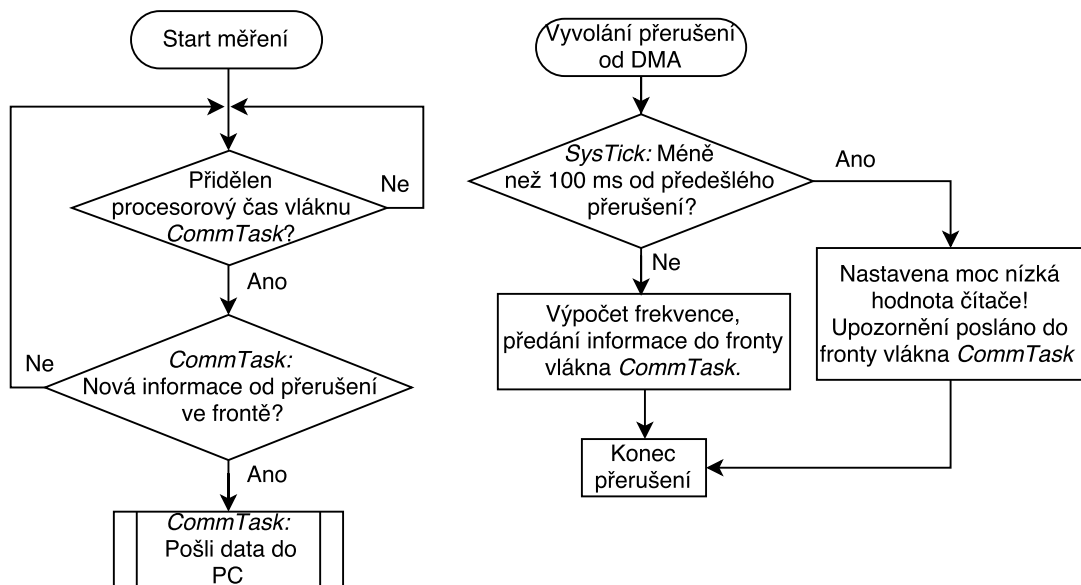 Start měření
Přidělen
procesorový čas vláknu
CommTask?
Ne
Ano
CommTask:
Nová informace od přerušení
ve frontě?
Ne
Ano
CommTask:
Pošli data do
PC
Vyvolání přerušení
od DMA
SysTick: Méně
než 100 ms od předešlého
přerušení?
Ano
Ne
Výpočet frekvence,
předání informace do fronty
vlákna CommTask.
Nastavena moc nízká
hodnota čítače!
Upozornění posláno do
fronty vlákna CommTask
Konec
přerušení